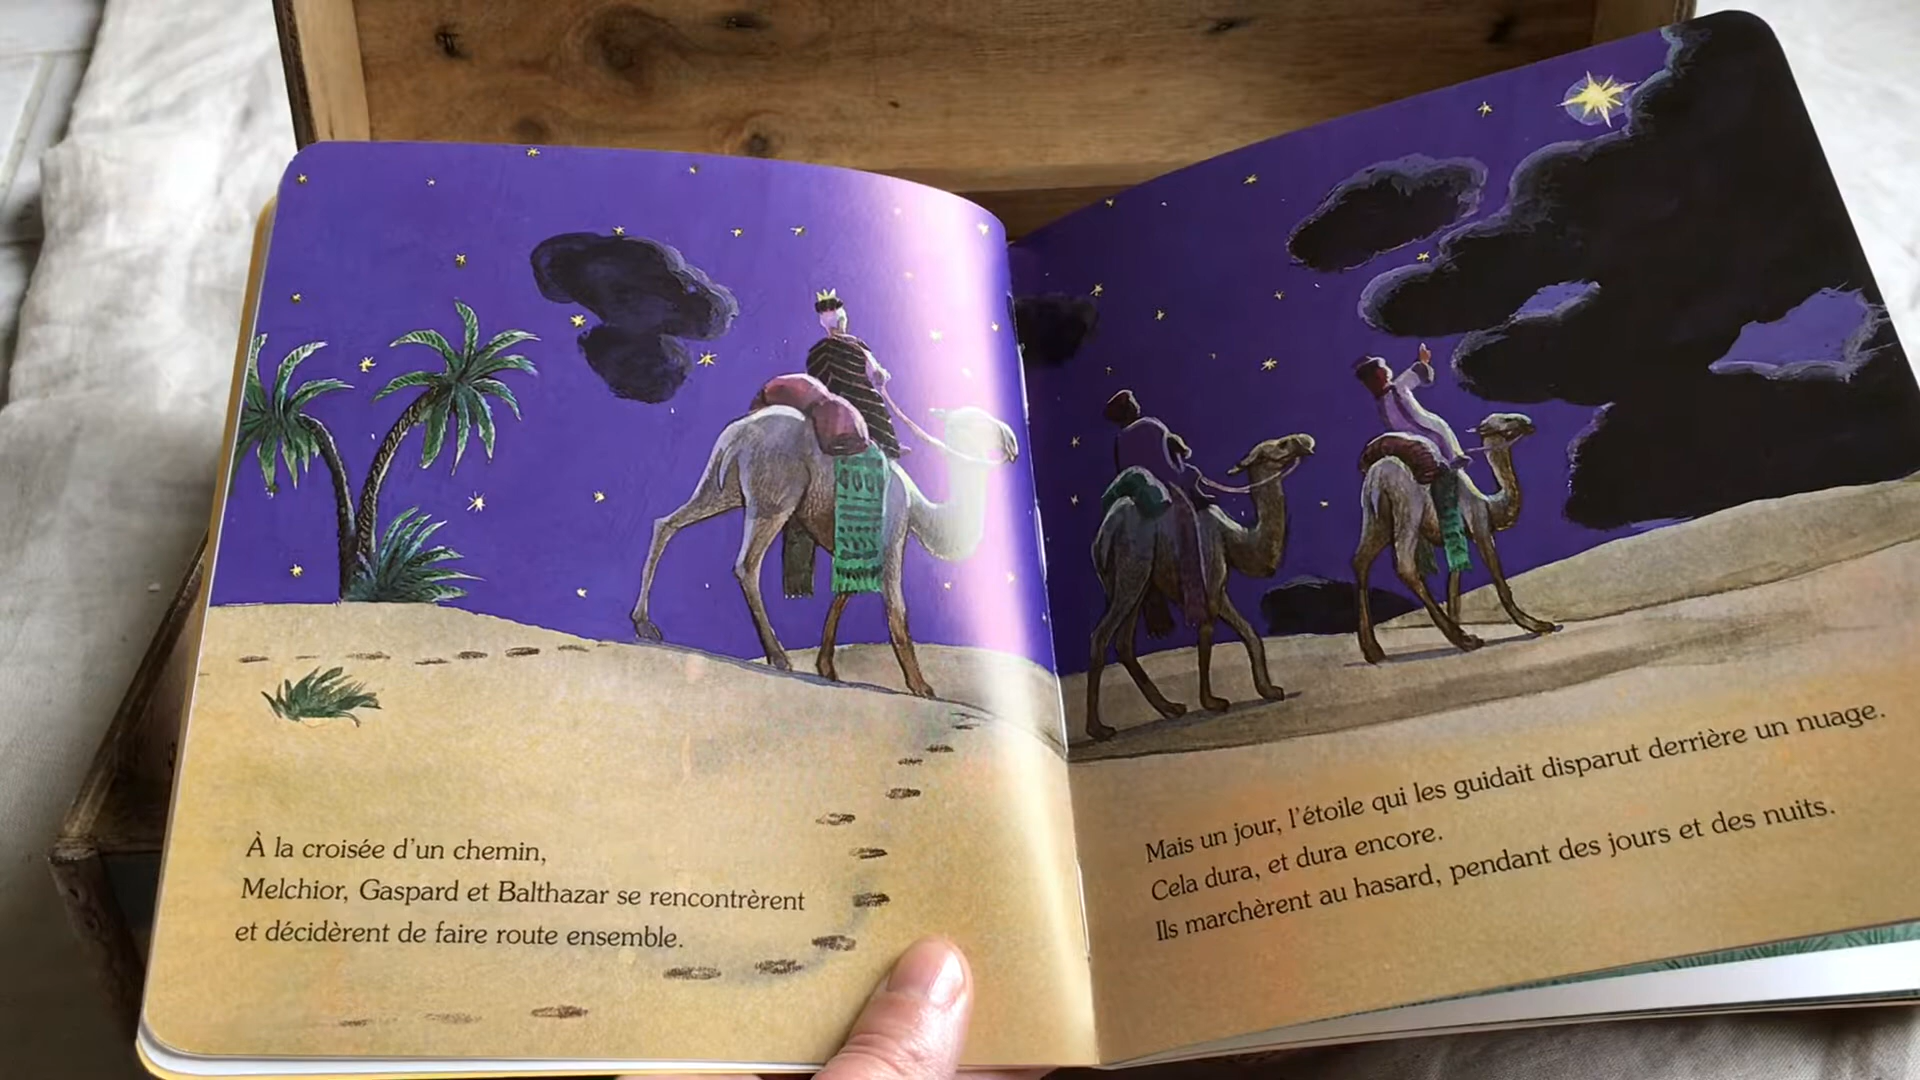 À la croisée d'un chemin,
Melchior, Gaspard et Balthazar se rencontrèrent
et décidèrent de faire route ensemble.
Mais un jour, l'étoile qui les guidait disparut derrière un nuage.
Cela dura, et dura encore.
Ils marchèrent au hasard, pendant des jours et des nuits.